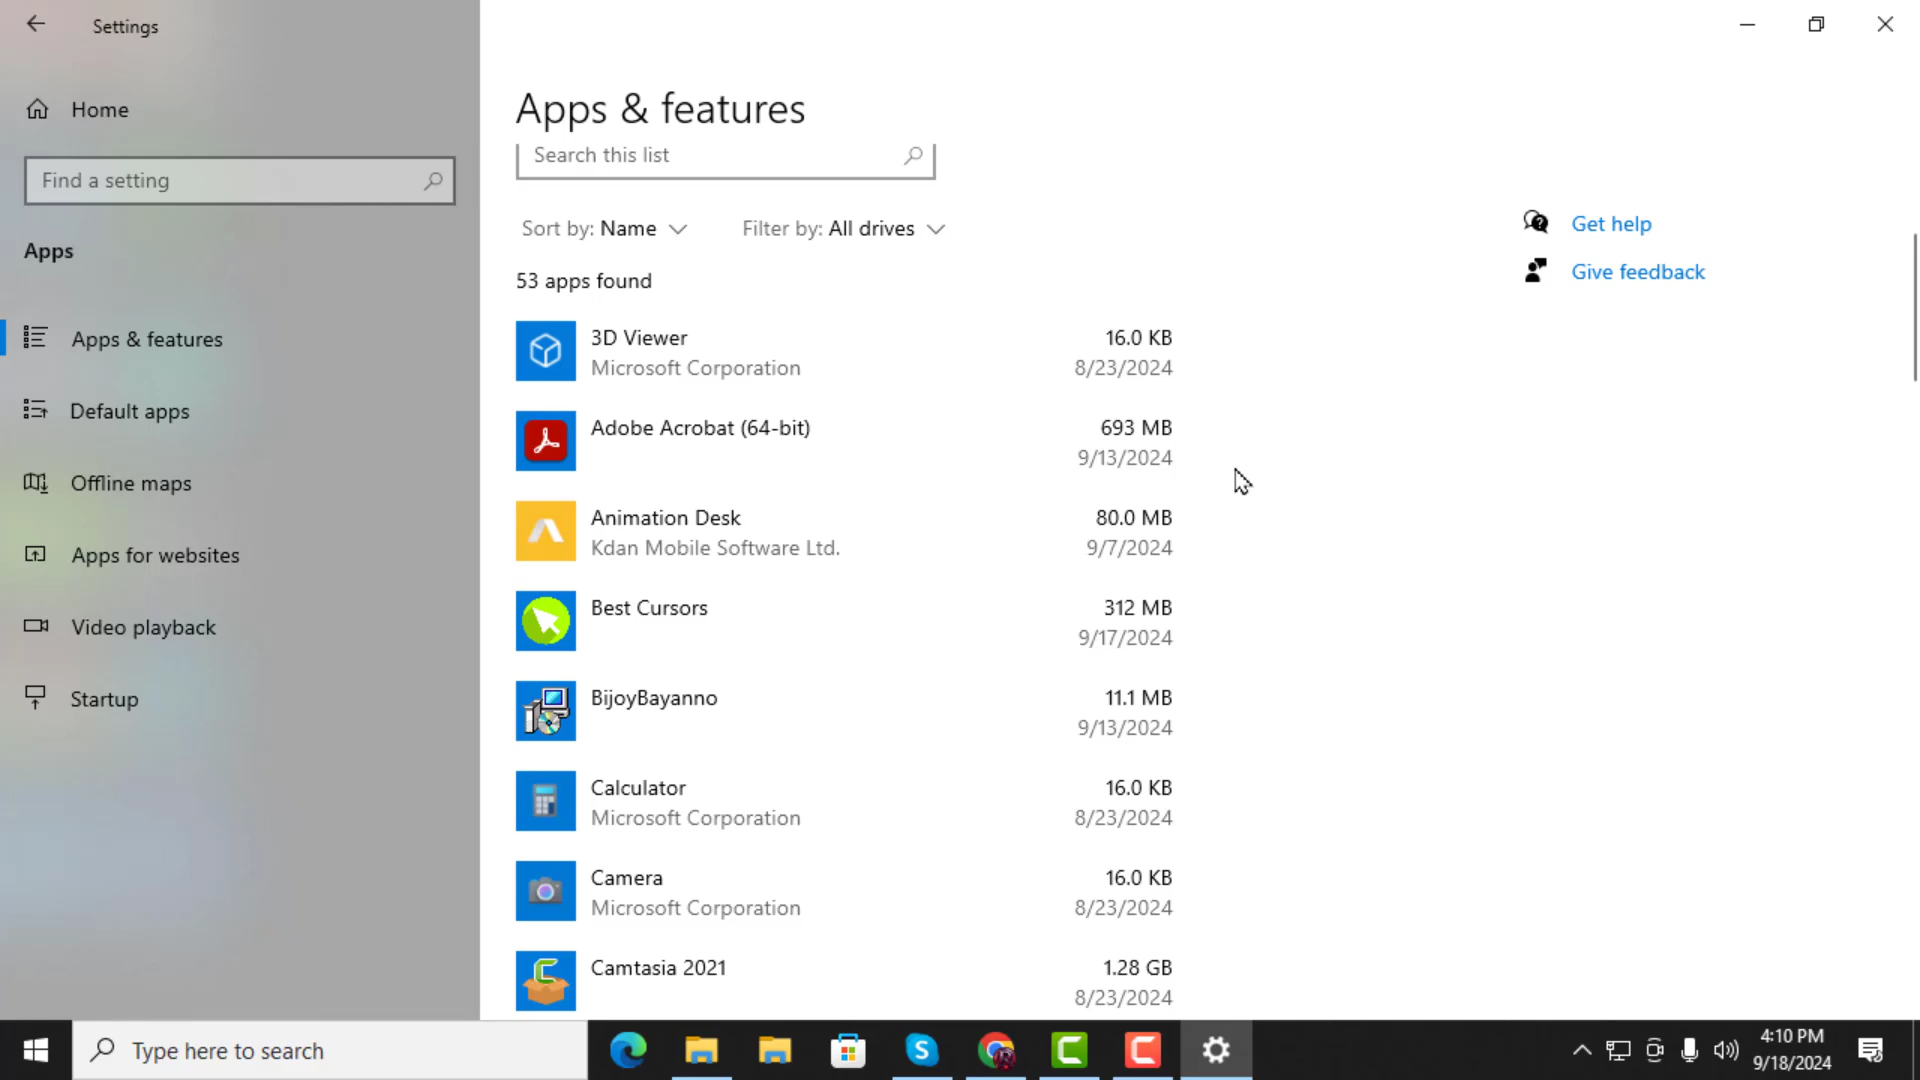 Settings
Home
Find a setting
Apps
Apps & features
Default apps
Offline maps
Apps for websites
Video playback
Startup
Apps & features
Search this list
Sort by: Name
Filter by: All drives
53 apps found
3D Viewer
16.0 KB
Microsoft Corporation
8/23/2024
Adobe Acrobat (64-bit)
693 MB
9/13/2024
Animation Desk
80.0 MB
Kdan Mobile Software Ltd.
9/7/2024
Best Cursors
312 MB
9/17/2024
BijoyBayanno
11.1 MB
9/13/2024
Calculator
16.0 KB
Microsoft Corporation
8/23/2024
Camera
16.0 KB
Microsoft Corporation
8/23/2024
Camtasia 2021
1.28 GB
8/23/2024
Get help
Give feedback
Type here to search
4:10 PM
9/18/2024